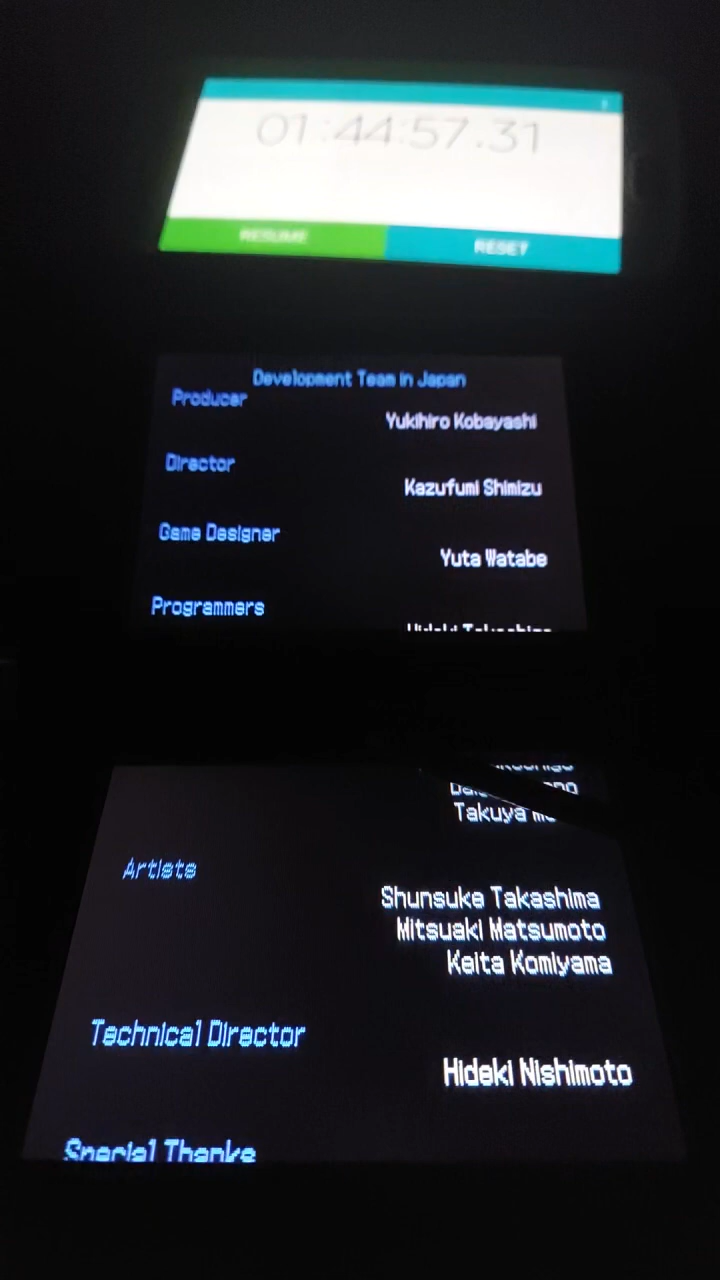 01:44:57.31
RESUME
RESET
Development Team in Japan
Producer
Yukihiro Kobayashi
Director
Kazufumi Shimizu
Game Designer
Yuta Watabe
Programmers
Takuya
Artists
Shunsuke Takashima
Mitsuaki Matsumoto
Keita Komiyama
Technical Director
Hideki Nishimoto
Special Thanks